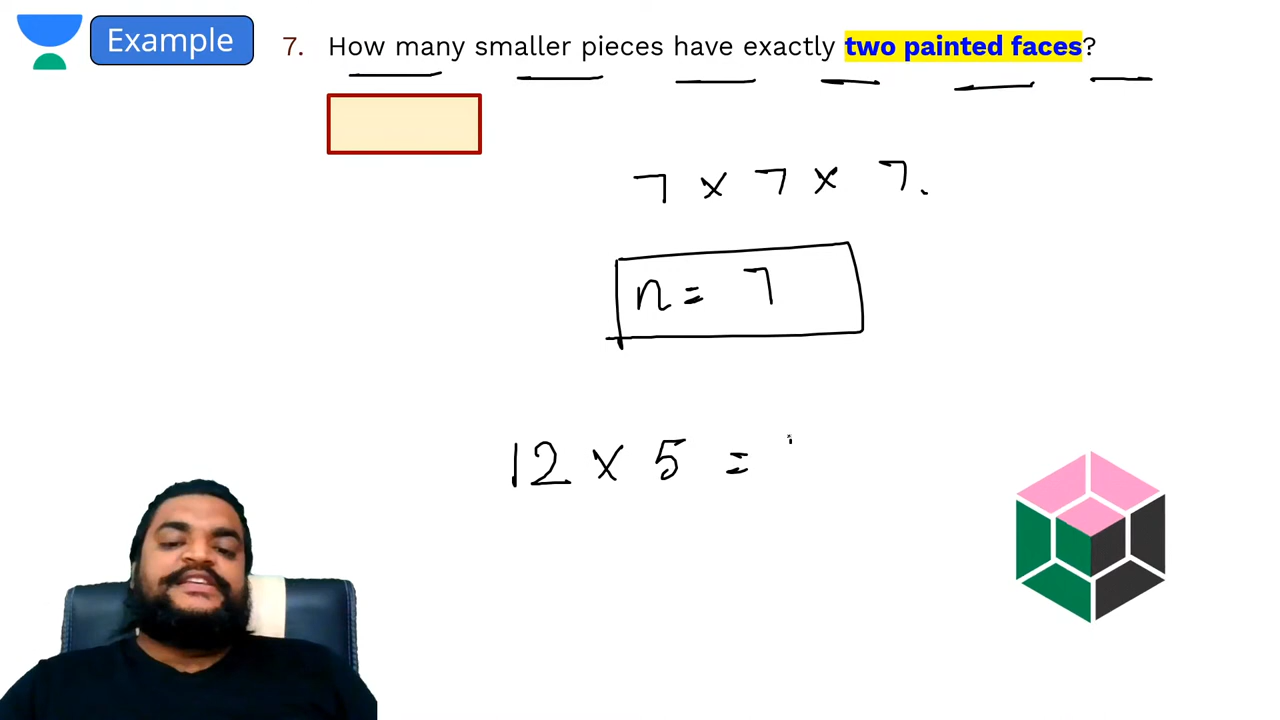 Example
7. How many smaller pieces have exactly two painted faces?
7 × 7 × 7.
n = 7
12 × 5 =